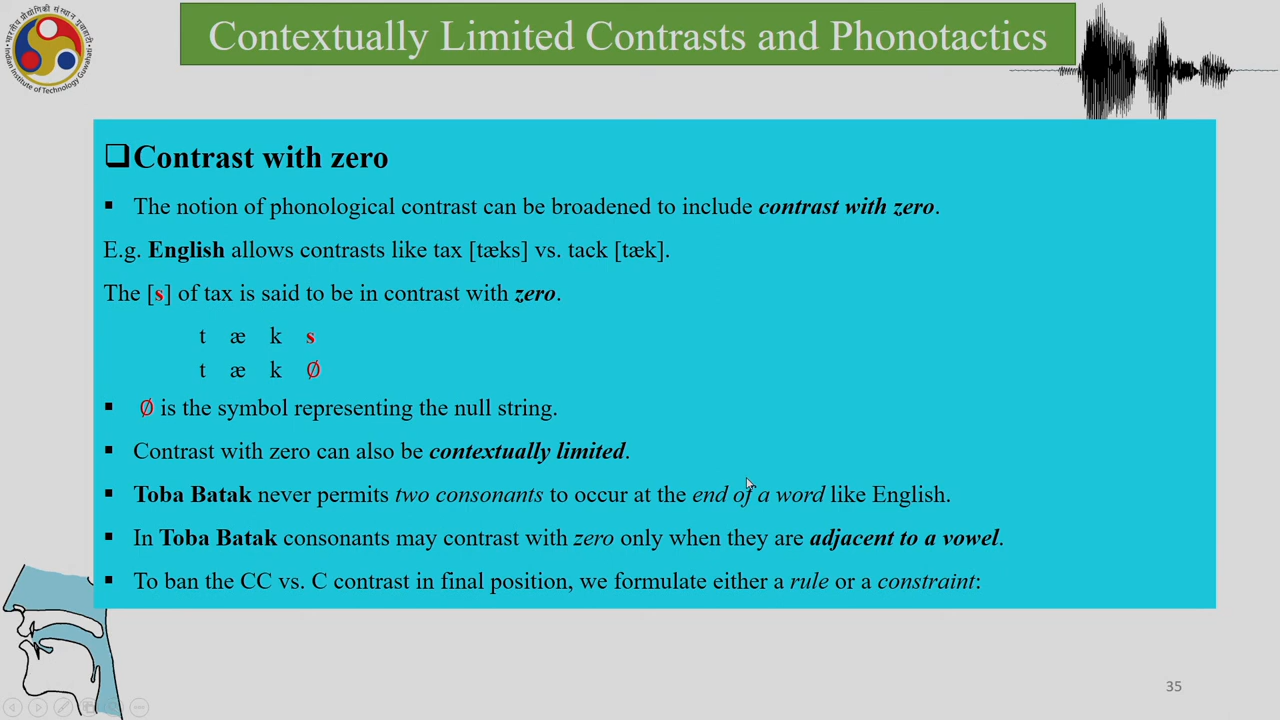 Contextually Limited Contrasts and Phonotactics
❑Contrast with zero
▪ The notion of phonological contrast can be broadened to include contrast with zero.
E.g. English allows contrasts like tax [tæks] vs. tack [tæk].
The [s] of tax is said to be in contrast with zero.
t æ k s
t æ k Ø
▪ Ø is the symbol representing the null string.
▪ Contrast with zero can also be contextually limited.
▪ Toba Batak never permits two consonants to occur at the end of a word like English.
▪ In Toba Batak consonants may contrast with zero only when they are adjacent to a vowel.
▪ To ban the CC vs. C contrast in final position, we formulate either a rule or a constraint:
35
Indian Institute of Technology Guwahati